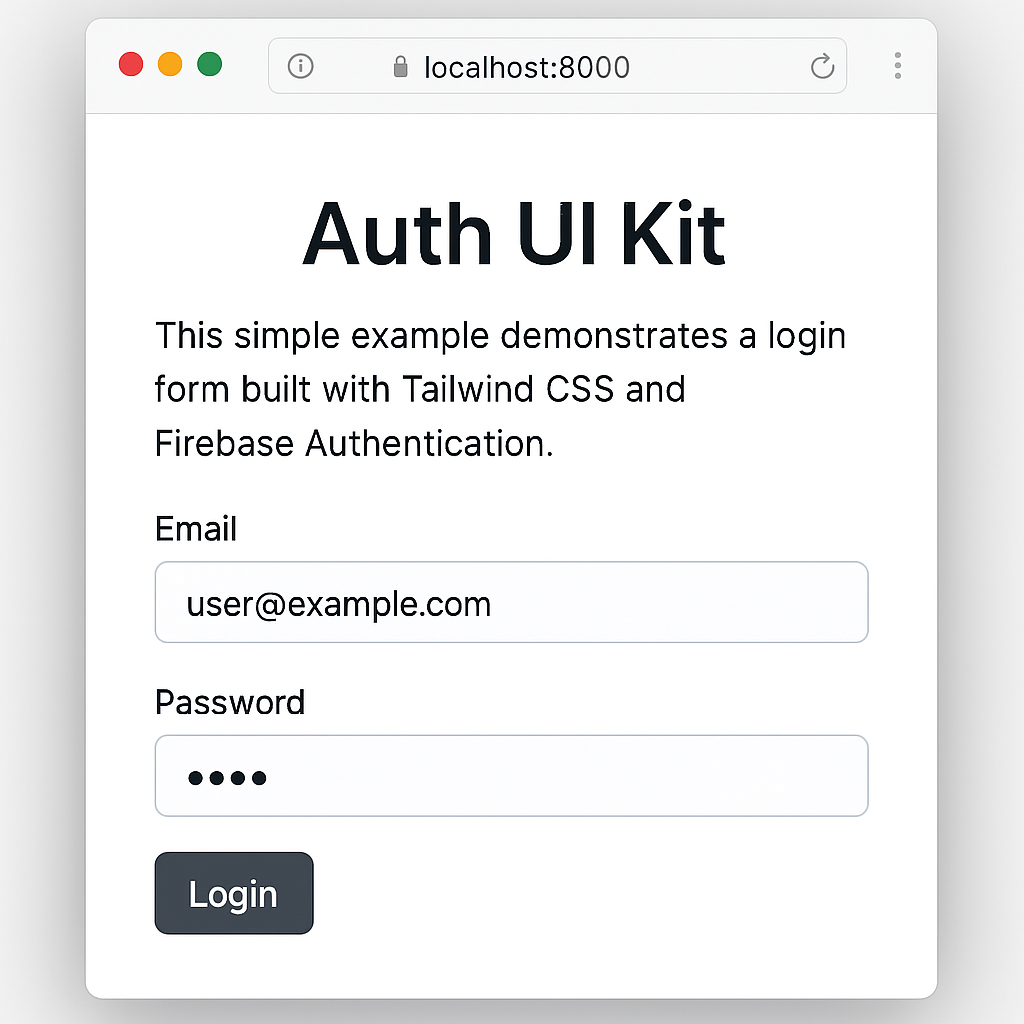 localhost:8000
Auth UI Kit
This simple example demonstrates a login
form built with Tailwind CSS and
Firebase Authentication.
Email
user@example.com
Password
••••
Login